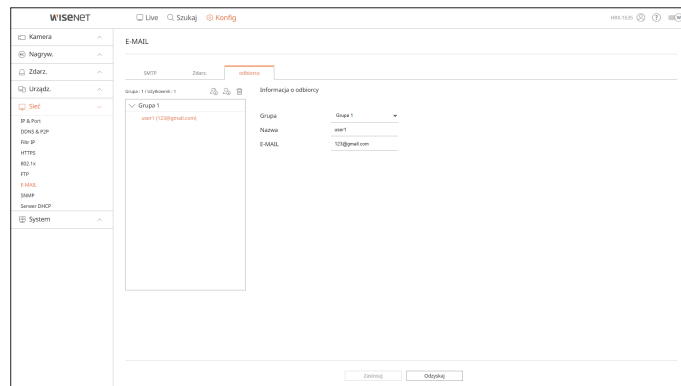 WISENET
Live Szukaj Konfig
HRX-1635
Kamera
Nagryw.
Zdarz.
Urządz.
Sieć
IP & Port
DDNS & P2P
Filtr IP
HTTPS
802.1x
FTP
E-MAIL
SNMP
Serwer DHCP
System
E-MAIL
SMTP Zdarz. odbiorca
Grupa : 1 / Użytkownik : 1
Grupa 1
user1 (123@gmail.com)
Informacja o odbiorcy
Grupa Grupa 1
Nazwa user1
E-MAIL 123@gmail.com
Zastosuj Odzyskaj